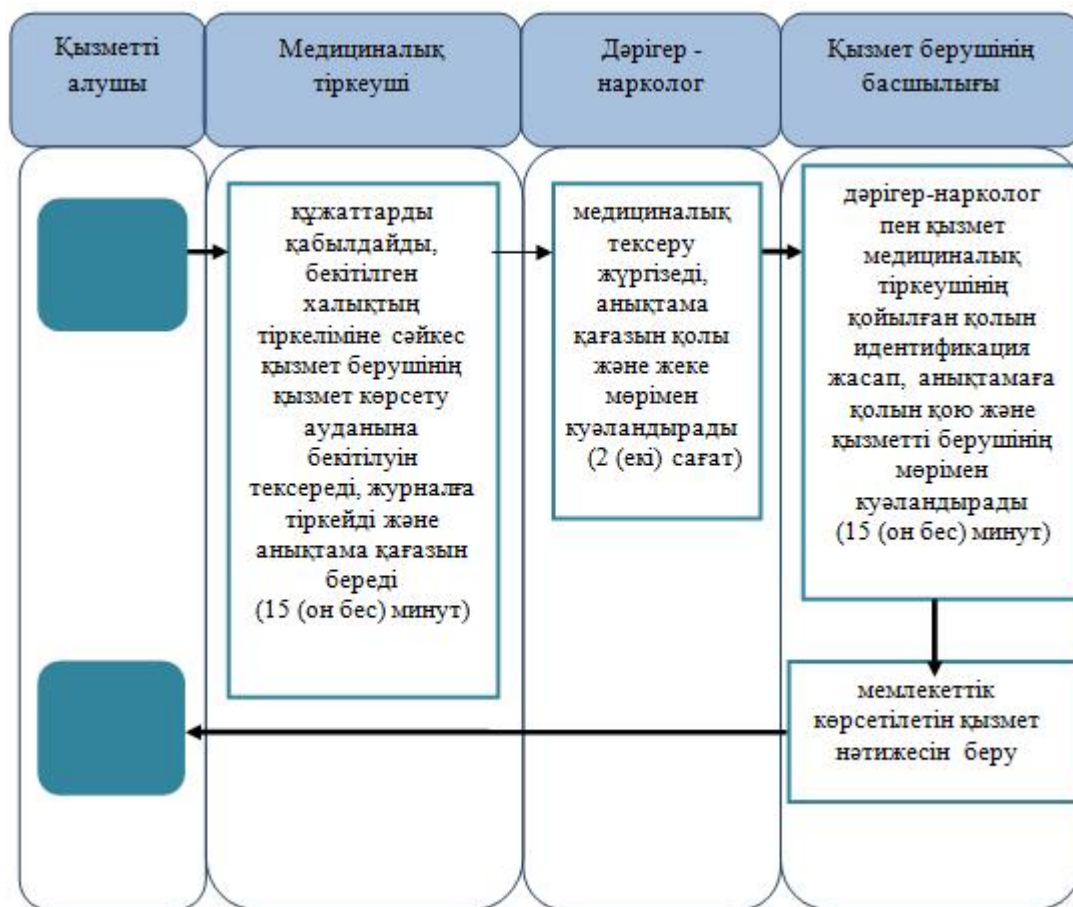 Қызметті
алушы
Медициналық
тіркеуші
Дәрігер -
нарколог
Қызмет берушінің
басшылығы
құжаттарды
қабылдайды,
бекітілген
халықтың
тіркеліміне сәйкес
қызмет берушінің
қызмет көрсету
ауданына
бекітілуін
тексереді, журналға
тіркейді және
анықтама қағазын
береді
(15 (он бес) минут)
медициналық
тексеру
жүргізеді,
анықтама
қағазын қолы
және жеке
мөрімен
куәландырады
(2 (екі) сағат)
дәрігер-нарколог
пен қызмет
медициналық
тіркеушінің
қойылған қолын
идентификация
жасап, анықтамаға
қолын қою және
қызметті берушінің
мөрімен
куәландырады
(15 (он бес) минут)
мемлекеттік
көрсетілетін қызмет
нәтижесін беру